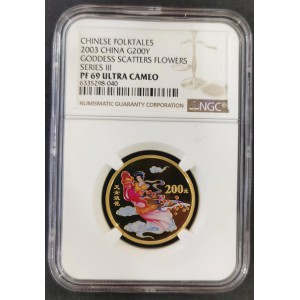 CHINESE FOLKTALES
2003 CHINA G200Y
GODDESS SCATTERS FLOWERS
SERIES III
PF 69 ULTRA CAMEO
6335298-040
NUMISMATIC GUARANTY CORPORATION
NGC
天女散花
200元